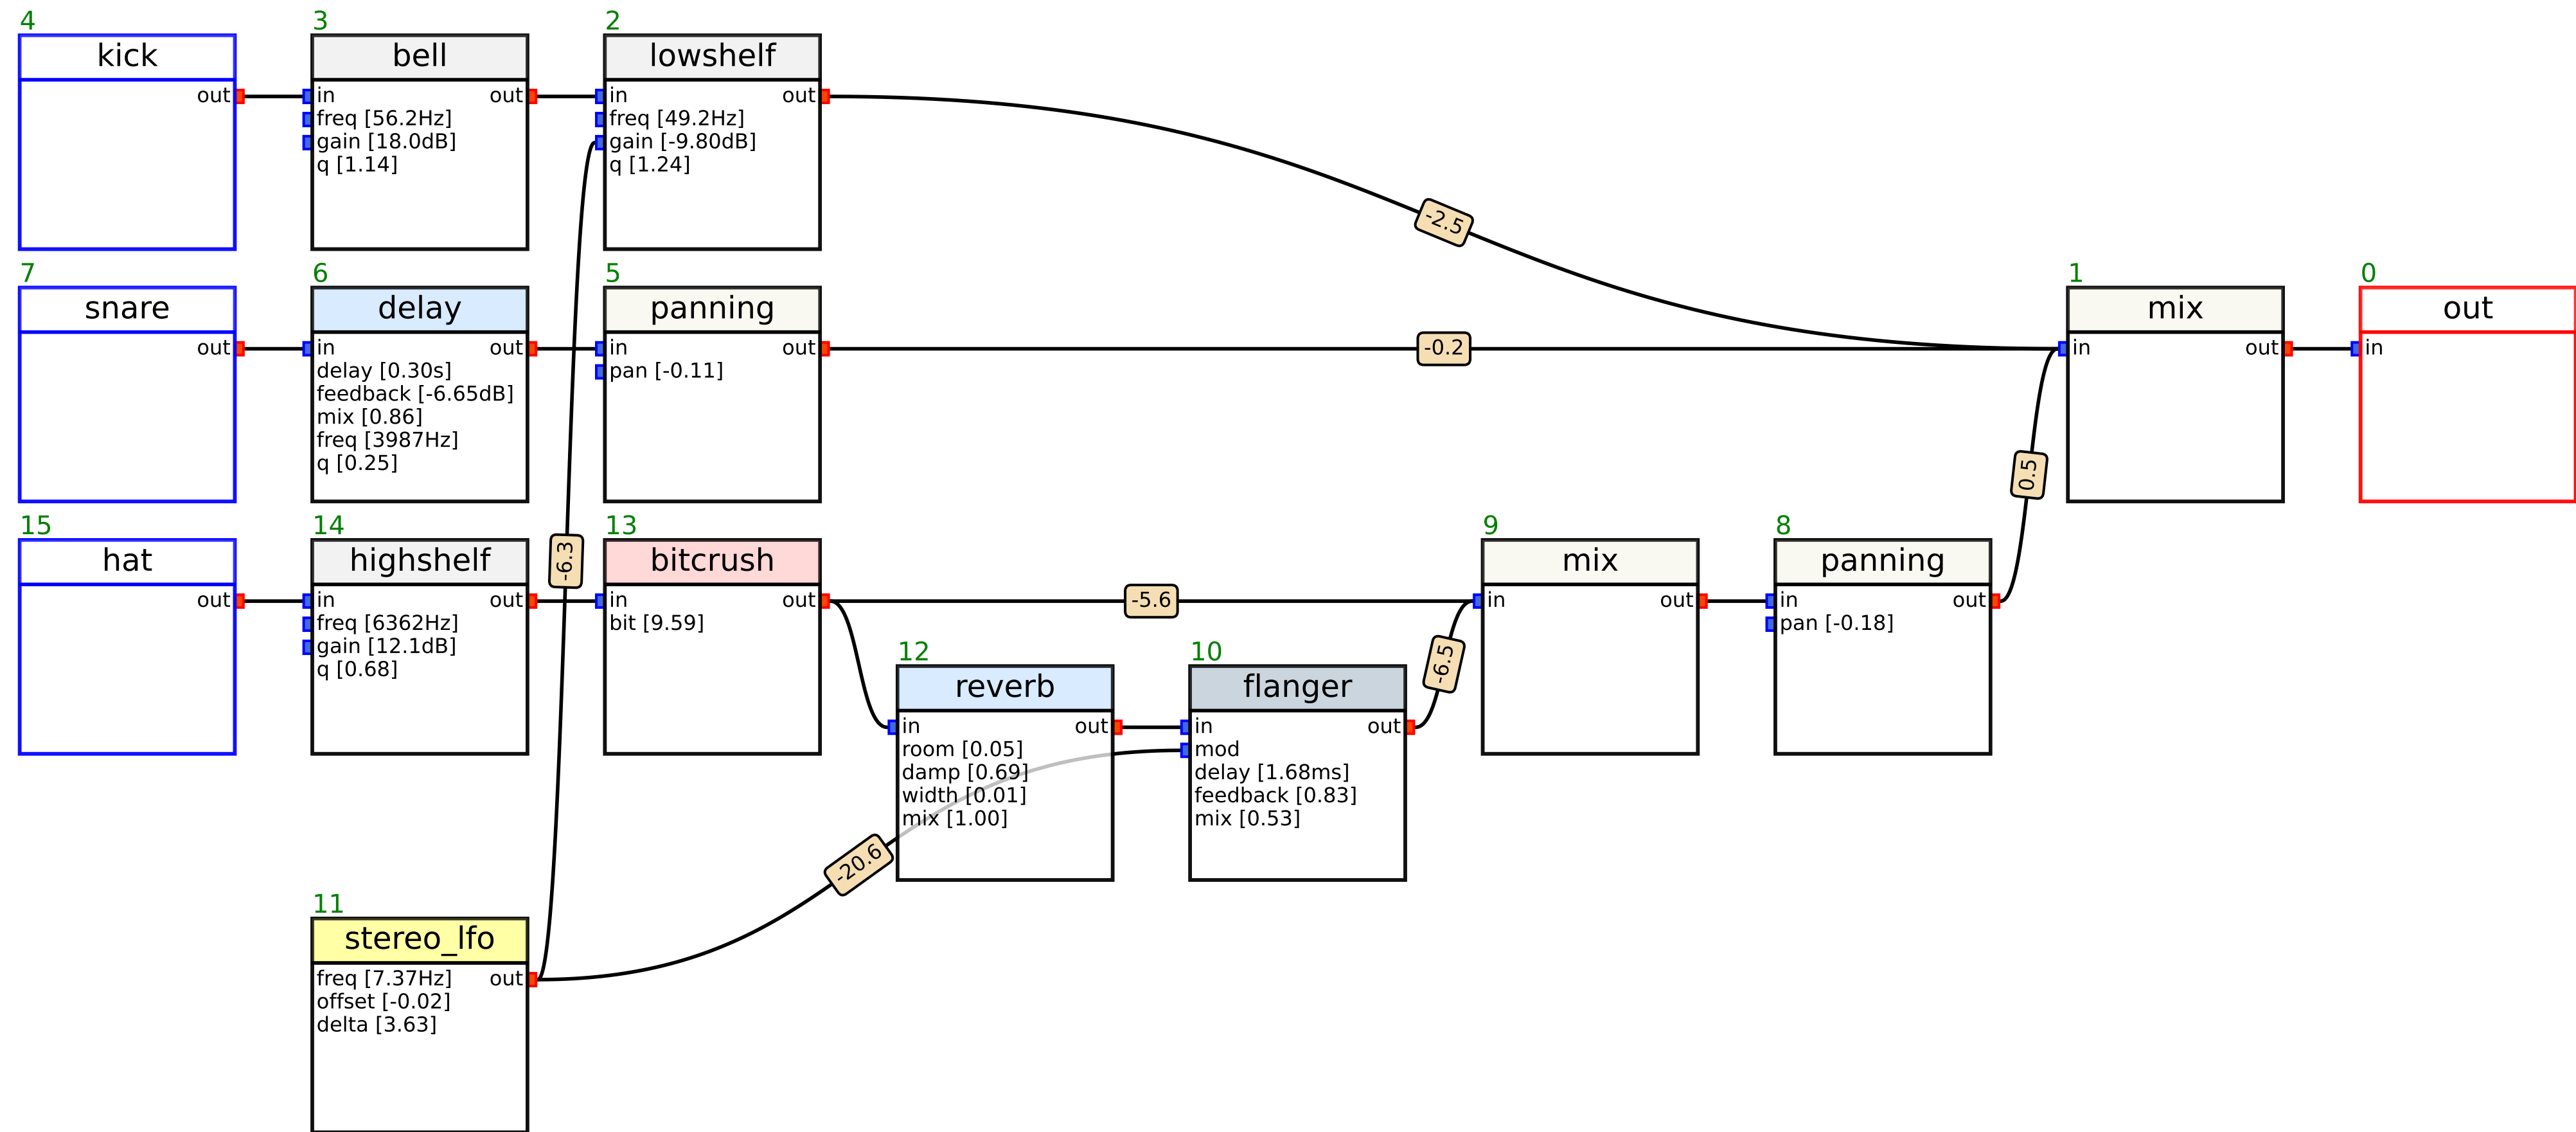 4
kick
out
3
bell
in out
freq [56.2Hz]
gain [18.0dB]
q [1.14]
2
lowshelf
in out
freq [49.2Hz]
gain [-9.80dB]
q [1.24]
-2.5
7
snare
out
6
delay
in out
delay [0.30s]
feedback [-6.65dB]
mix [0.86]
freq [3987Hz]
q [0.25]
5
panning
in out
pan [-0.11]
-0.2
1
mix
in out
0
out
in
0.5
15
hat
out
14
highshelf
in out
freq [6362Hz]
gain [12.1dB]
q [0.68]
-6.3
13
bitcrush
in out
bit [9.59]
-5.6
12
reverb
in out
room [0.05]
damp [0.69]
width [0.01]
mix [1.00]
10
flanger
in out
mod
delay [1.68ms]
feedback [0.83]
mix [0.53]
-6.5
9
mix
in out
8
panning
in out
pan [-0.18]
-20.6
11
stereo_lfo
freq [7.37Hz] out
offset [-0.02]
delta [3.63]